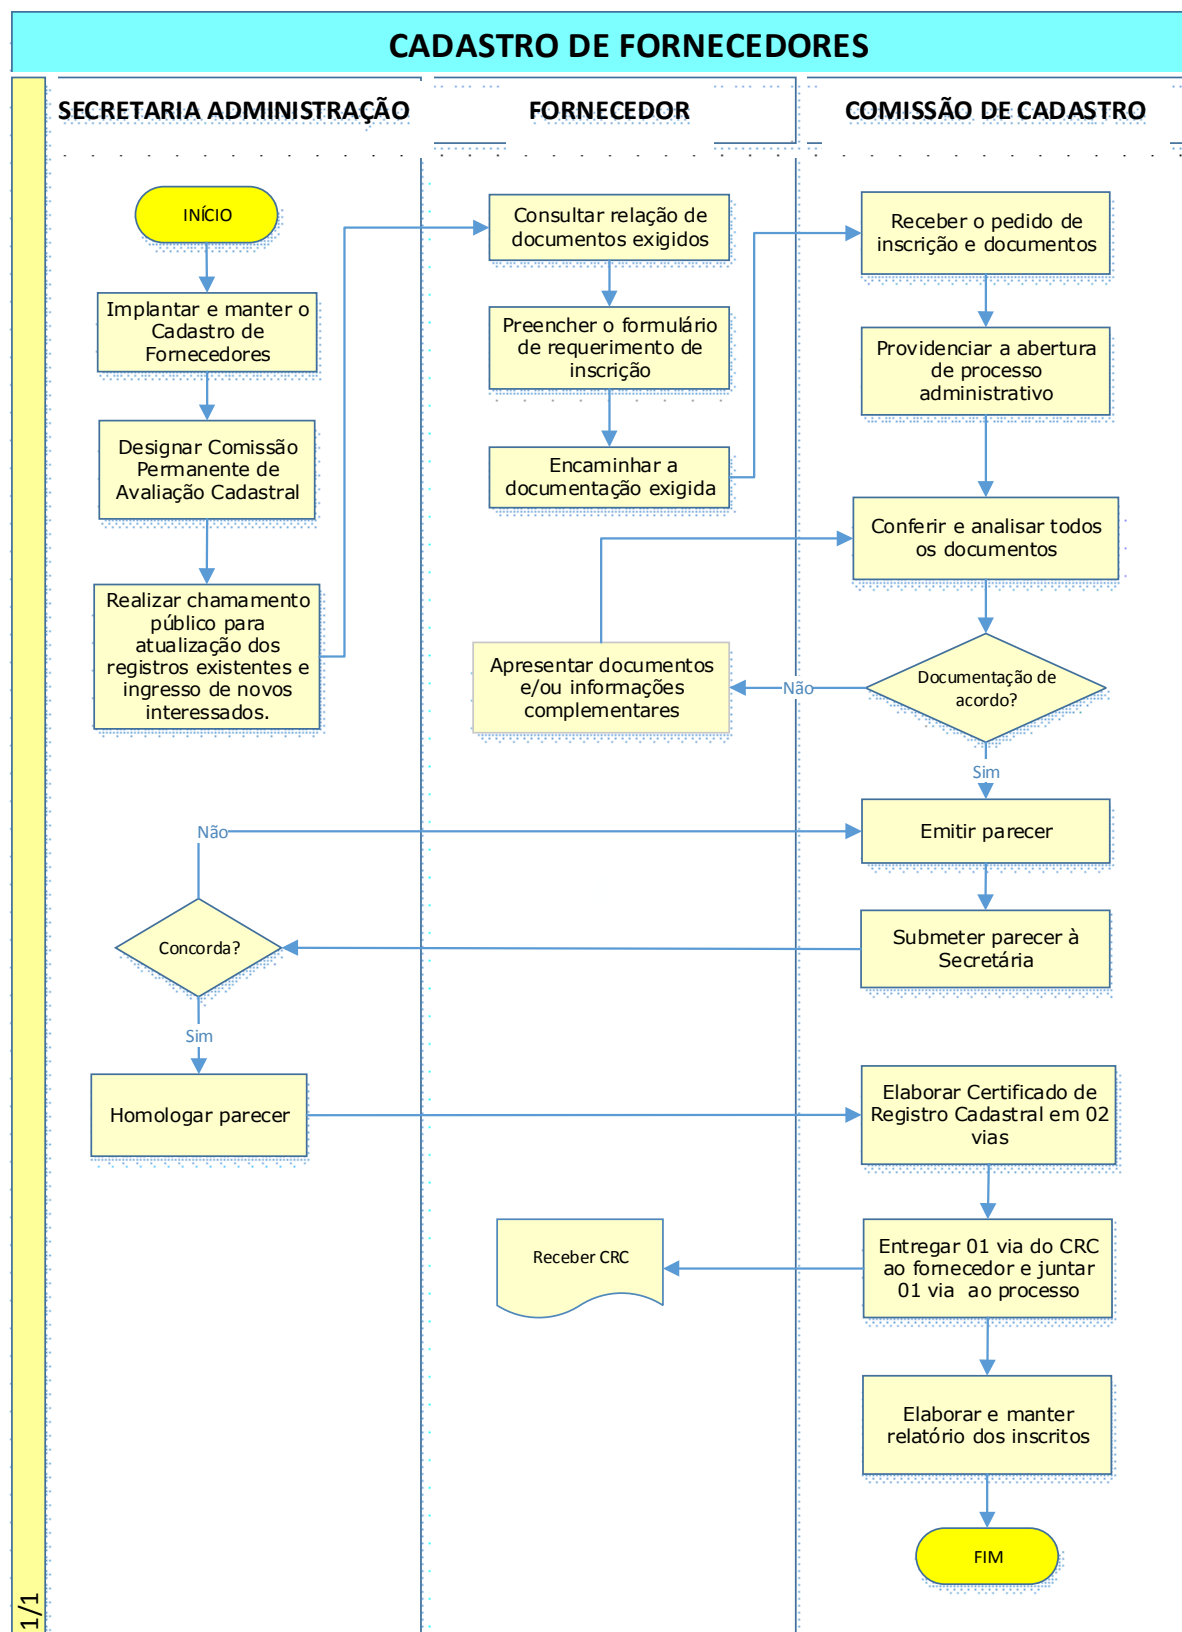 CADASTRO DE FORNECEDORES
SECRETARIA ADMINISTRAÇÃO
FORNECEDOR
COMISSÃO DE CADASTRO
INÍCIO
Implantar e manter o
Cadastro de
Fornecedores
Designar Comissão
Permanente de
Avaliação Cadastral
Realizar chamamento
público para
atualização dos
registros existentes e
ingresso de novos
interessados.
Consultar relação de
documentos exigidos
Preencher o formulário
de requerimento de
inscrição
Encaminhar a
documentação exigida
Receber o pedido de
inscrição e documentos
Providenciar a abertura
de processo
administrativo
Conferir e analisar todos
os documentos
Documentação de
acordo?
Não
Apresentar documentos
e/ou informações
complementares
Sim
Emitir parecer
Submeter parecer à
Secretária
Concorda?
Não
Sim
Homologar parecer
Elaborar Certificado de
Registro Cadastral em 02
vias
Entregar 01 via do CRC
ao fornecedor e juntar
01 via  ao processo
Receber CRC
Elaborar e manter
relatório dos inscritos
FIM
1/1